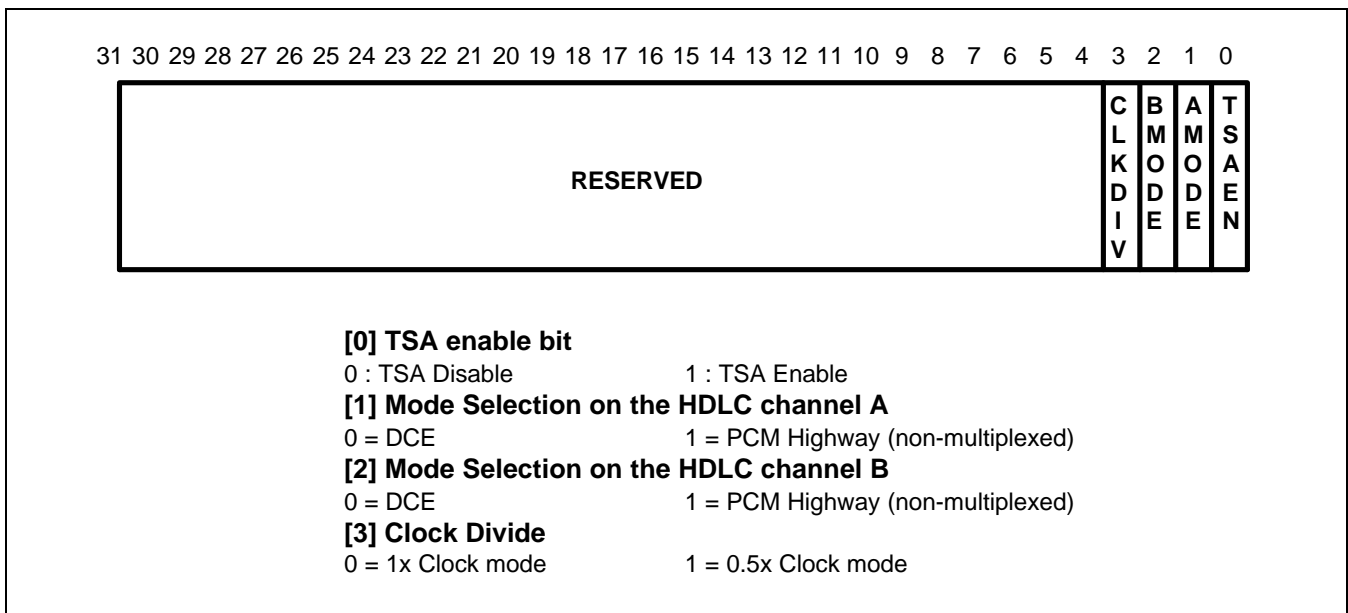 31 30 29 28 27 26 25 24 23 22 21 20 19 18 17 16 15 14 13 12 11 10 9 8 7 6 5 4 3 2 1 0
RESERVED
CLKDIV
BMODE
AMODE
TSAEN
[0] TSA enable bit
0 : TSA Disable 1 : TSA Enable
[1] Mode Selection on the HDLC channel A
0 = DCE 1 = PCM Highway (non-multiplexed)
[2] Mode Selection on the HDLC channel B
0 = DCE 1 = PCM Highway (non-multiplexed)
[3] Clock Divide
0 = 1x Clock mode 1 = 0.5x Clock mode